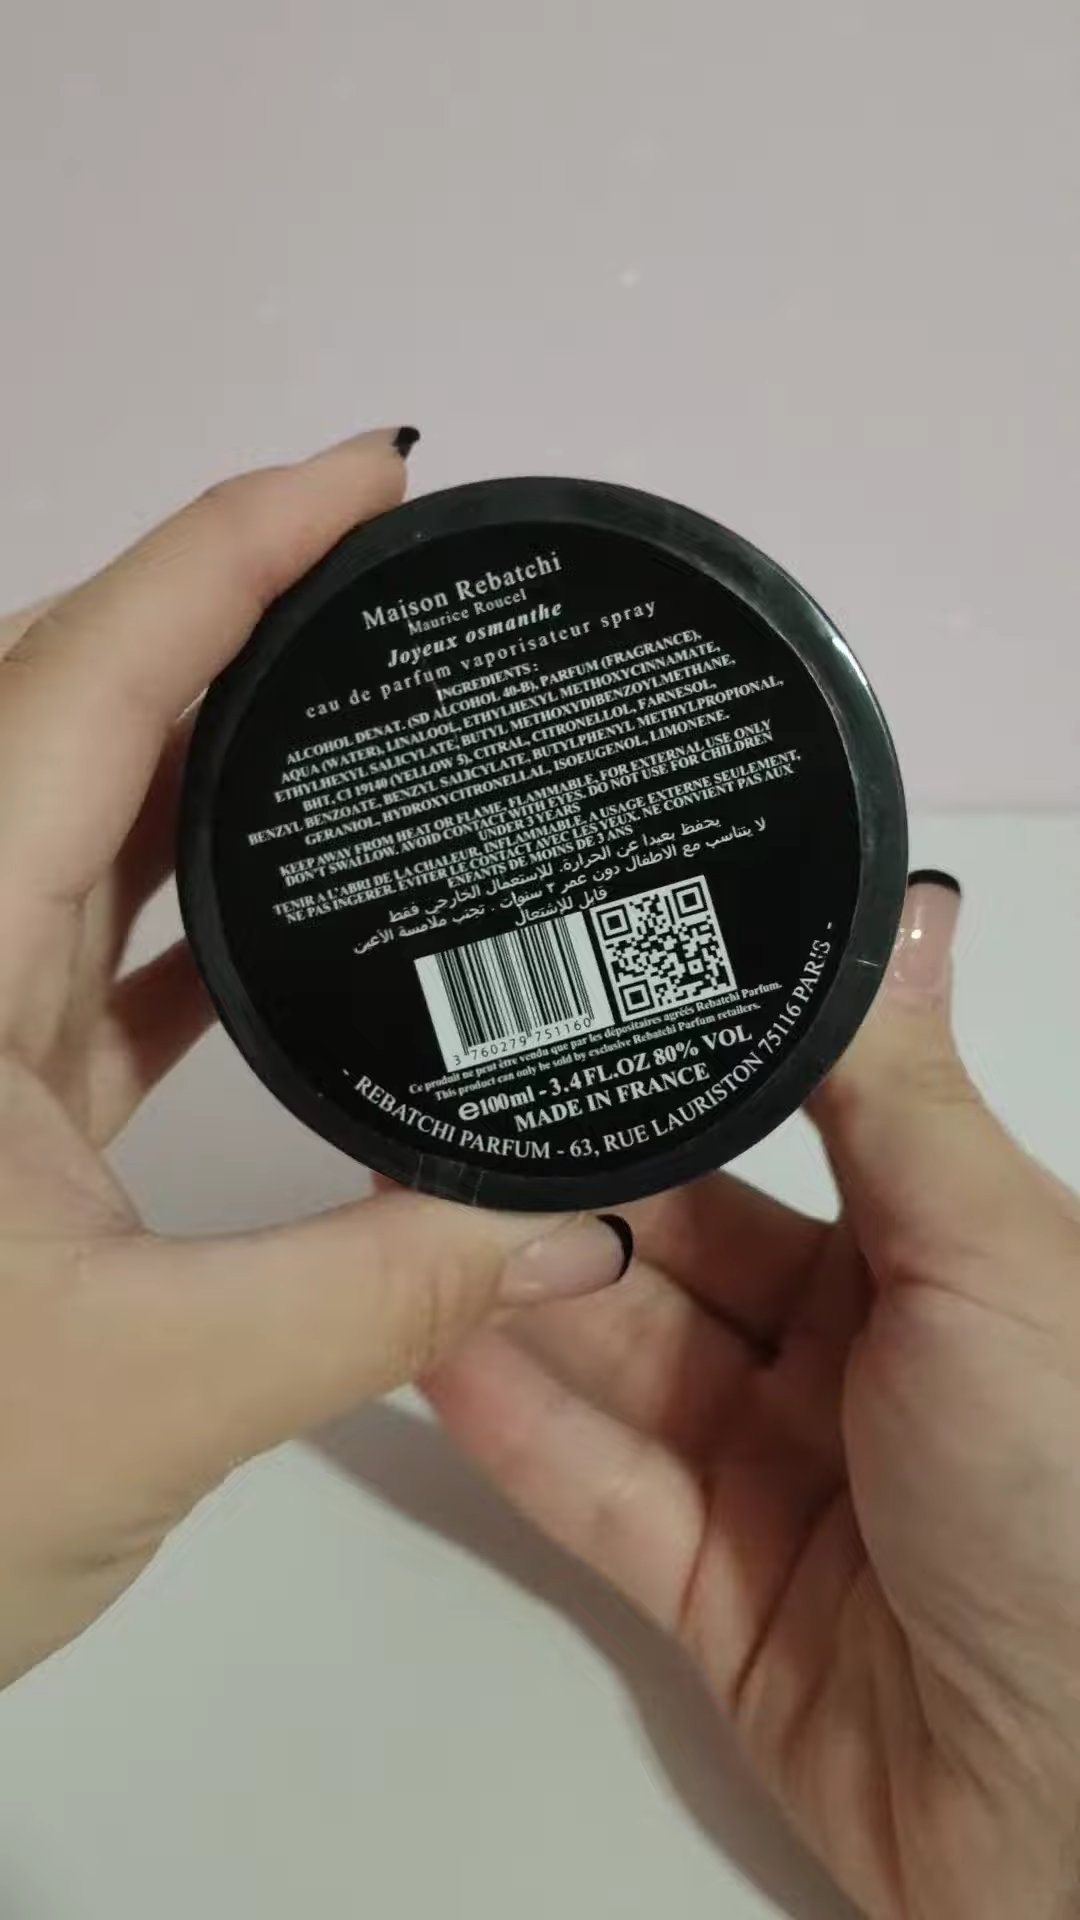 Maison Rebatchi
Maurice Roucel
Joyeux osmanthe
eau de parfum vaporisateur spray
INGREDIENTS :
ALCOHOL DENAT. (SD ALCOHOL 40-B), PARFUM (FRAGRANCE),
AQUA (WATER), LINALOOL, ETHYLHEXYL METHOXYCINNAMATE,
ETHYLHEXYL SALICYLATE, BUTYL METHOXYDIBENZOYLMETHANE,
BHT, CI 19140 (YELLOW 5), CITRAL, CITRONELLOL, FARNESOL,
BENZYL BENZOATE, BENZYL SALICYLATE, BUTYLPHENYL METHYLPROPIONAL,
GERANIOL, HYDROXYCITRONELLAL, ISOEUGENOL, LIMONENE.
KEEP AWAY FROM HEAT OR FLAME, FLAMMABLE, FOR EXTERNAL USE ONLY
DON'T SWALLOW. AVOID CONTACT WITH EYES. DO NOT USE FOR CHILDREN
UNDER 3 YEARS
TENIR A L'ABRI DE LA CHALEUR, INFLAMMABLE, A USAGE EXTERNE SEULEMENT,
NE PAS INGERER. EVITER LE CONTACT AVEC LES YEUX. NE CONVIENT PAS AUX
ENFANTS DE MOINS DE 3 ANS
يحفظ بعيدا عن الحرارة. للإستعمال الخارجي فقط
لا يتناسب مع الاطفال دون عمر ٣ سنوات . تجنب ملامسة الأعين
قابل للإشتعال
3 760279 751160
Ce produit ne peut être vendu que par les dépositaires agréés Rebatchi Parfum.
This product can only be sold by exclusive Rebatchi Parfum retailers.
e100ml - 3.4 FL.OZ 80% VOL
MADE IN FRANCE
- REBATCHI PARFUM - 63, RUE LAURISTON 75116 PARIS -